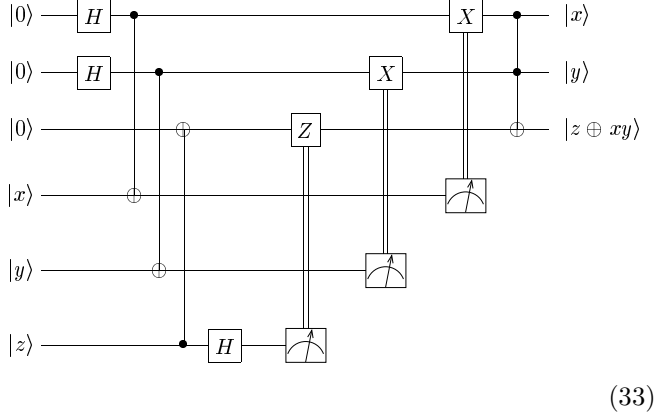 |0⟩ H X |x⟩
|0⟩ H X |y⟩
|0⟩ Z |z ⊕ xy⟩
|x⟩
|y⟩
|z⟩ H
(33)